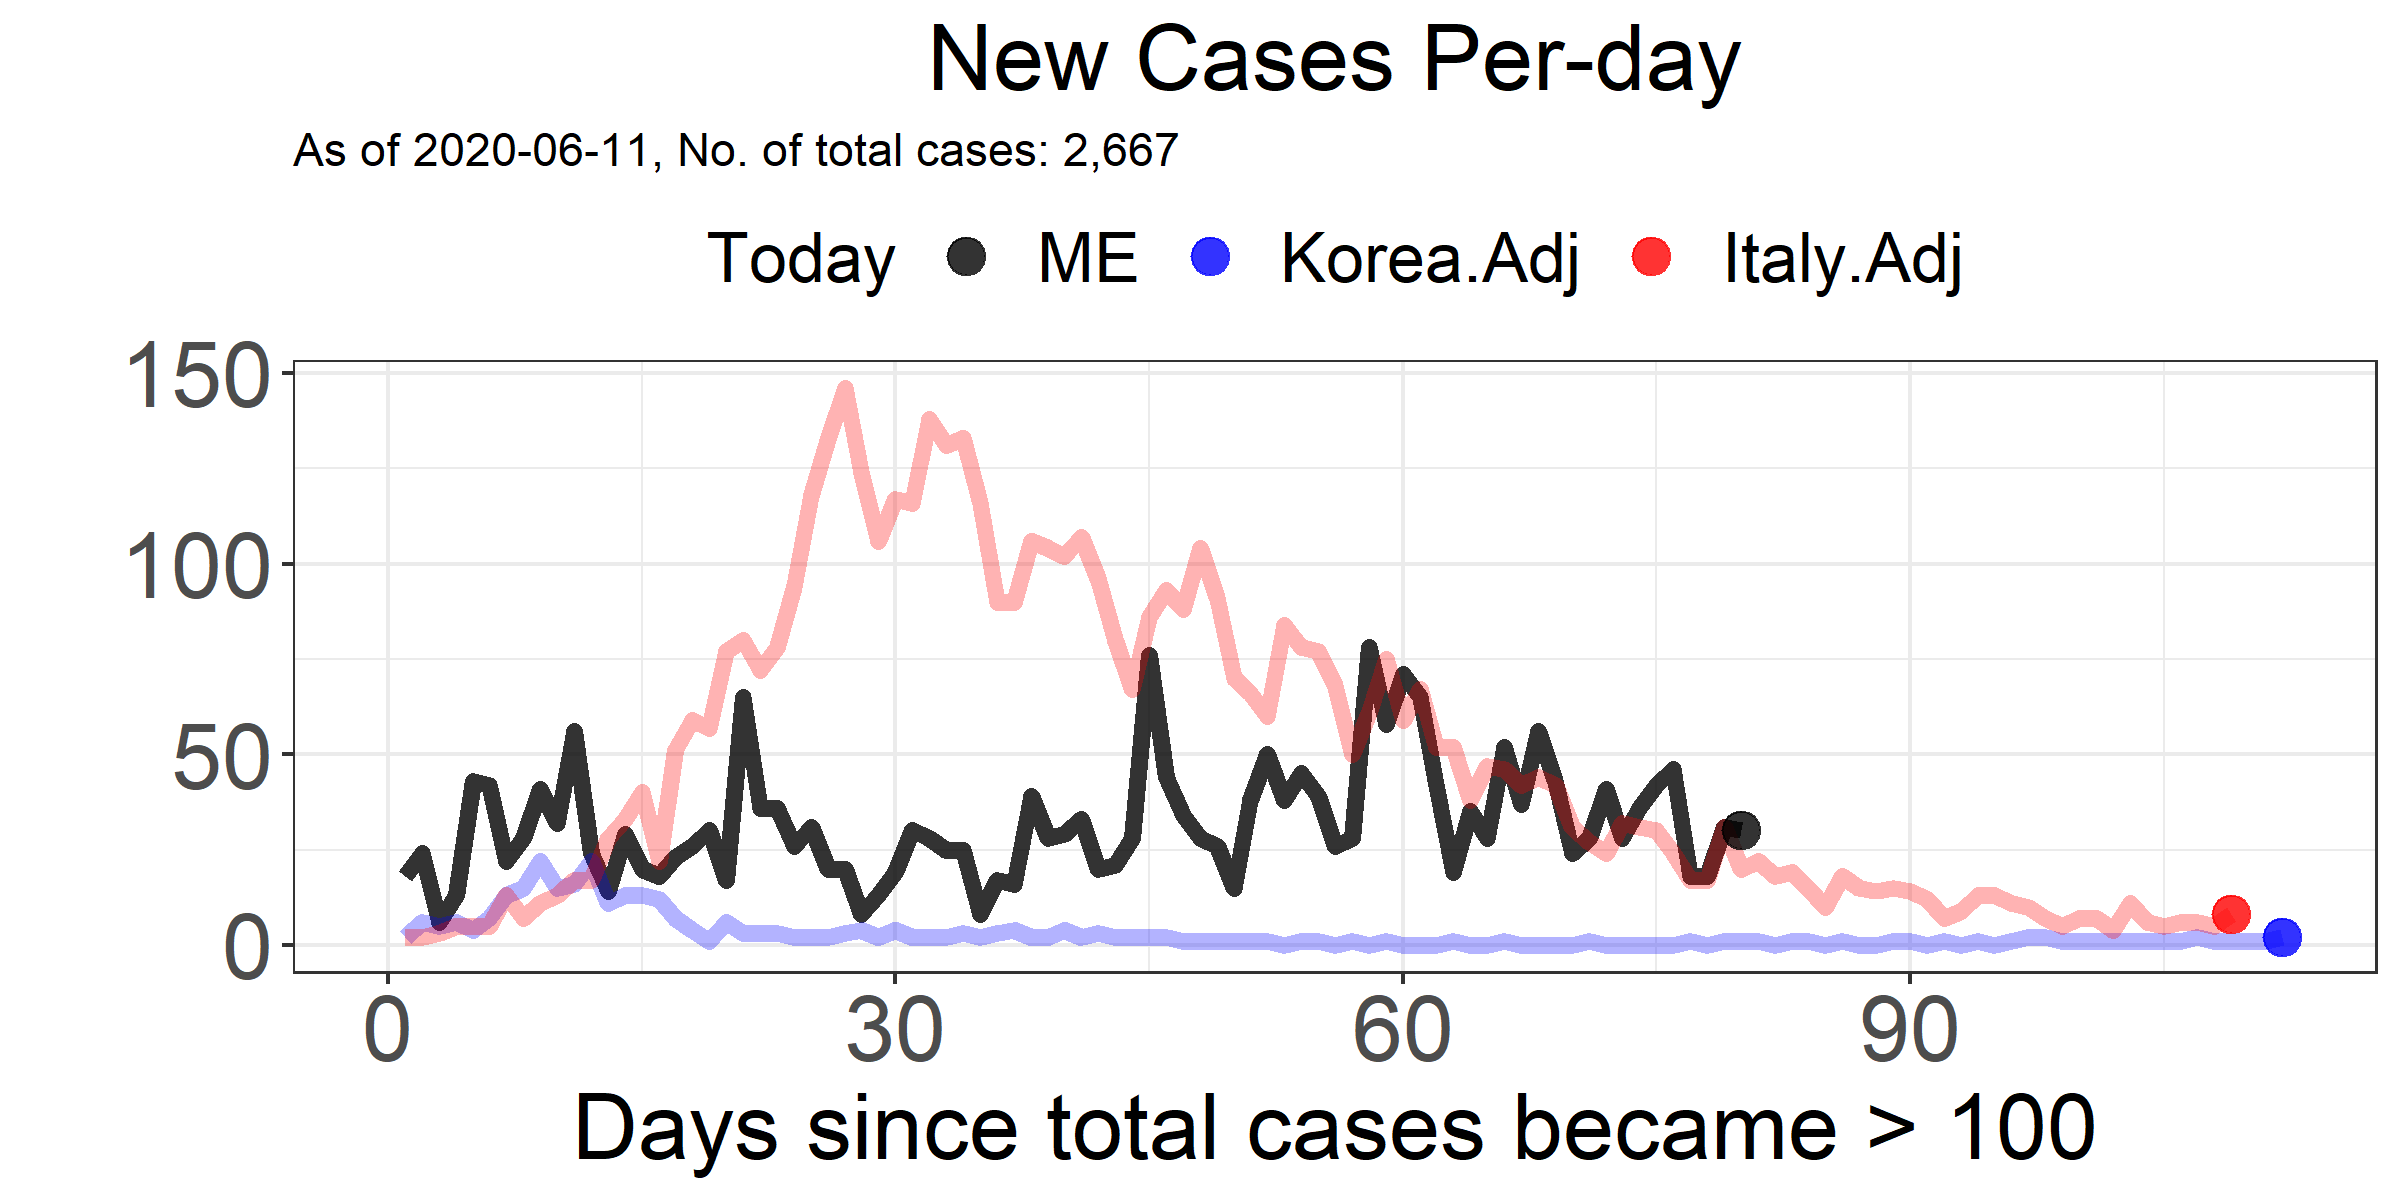 New Cases Per-day
As of 2020-06-11, No. of total cases: 2,667
Today ME Korea.Adj Italy.Adj
150
100
50
0
0 30 60 90
Days since total cases became > 100